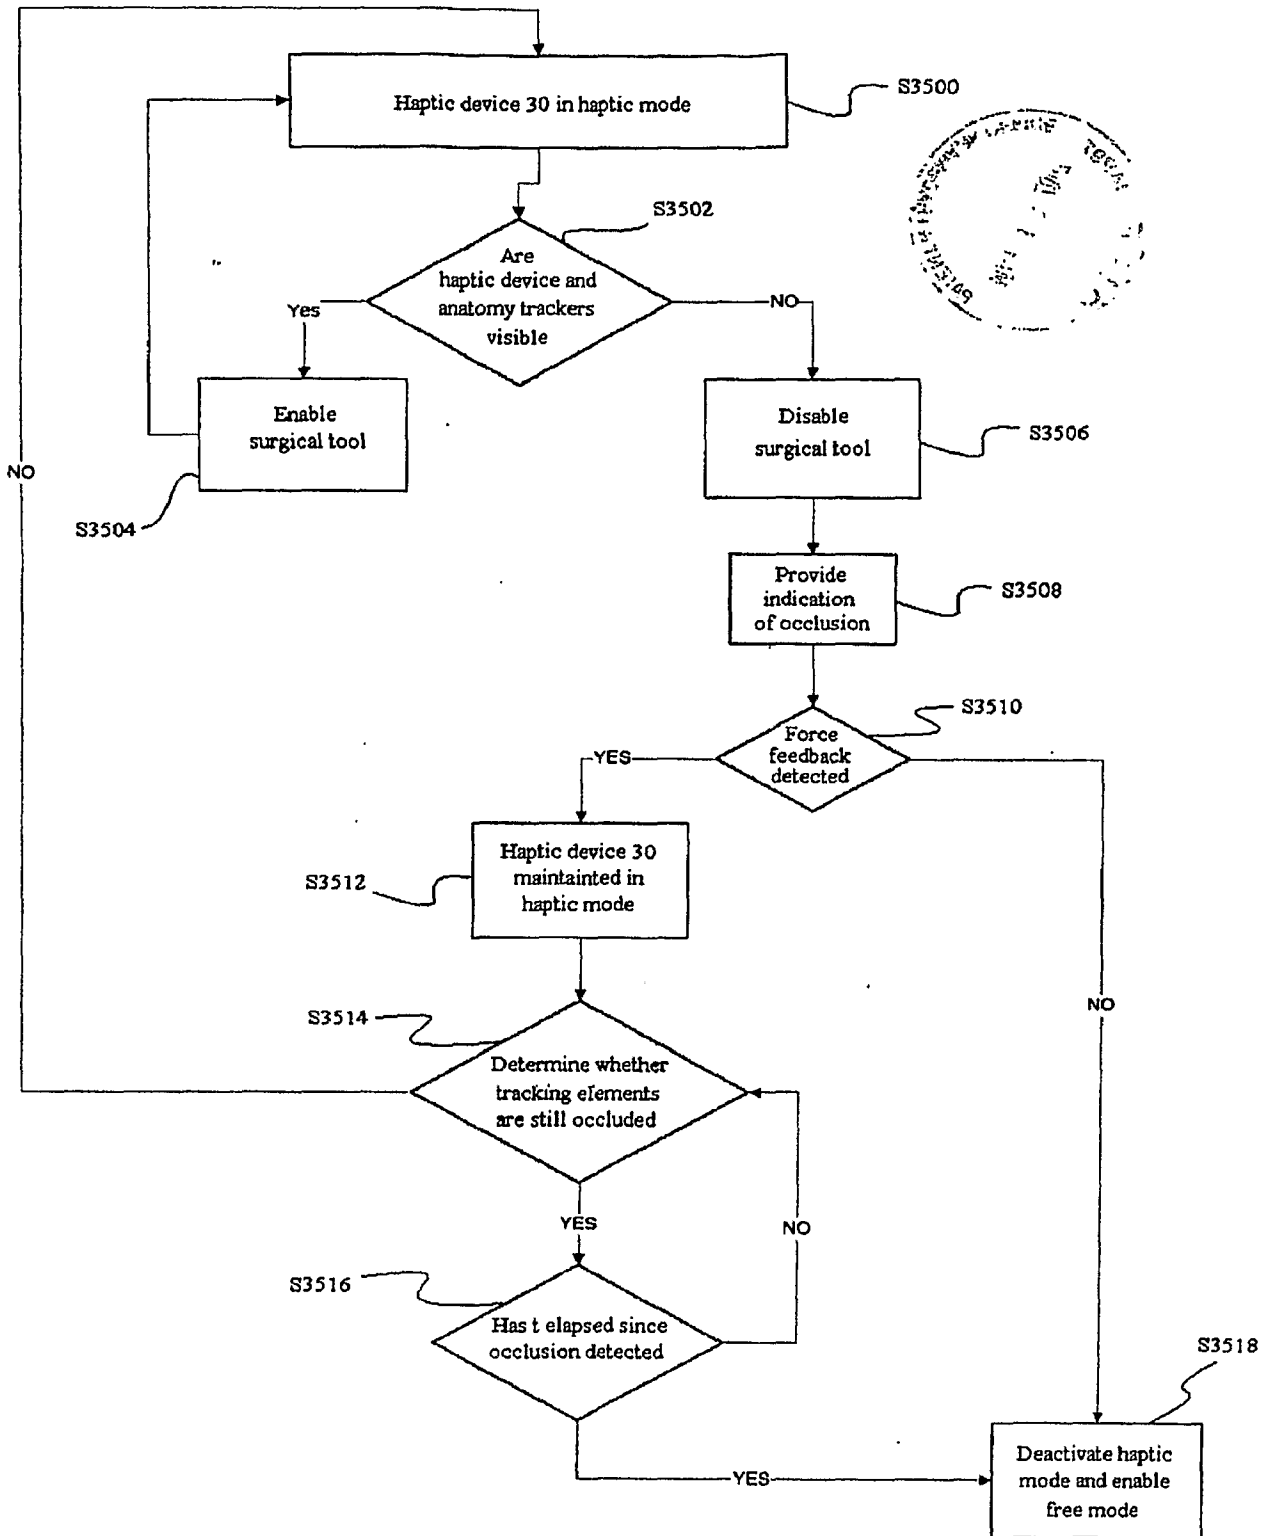 Haptic device 30 in haptic mode
S3500
S3502
Are
haptic device and
anatomy trackers
visible
Yes
NO
Enable
surgical tool
Disable
surgical tool
S3506
NO
S3504
Provide
indication
of occlusion
S3508
S3510
Force
feedback
detected
YES
Haptic device 30
maintainted in
haptic mode
S3512
NO
S3514
Determine whether
tracking elements
are still occluded
YES
NO
S3516
Has t elapsed since
occlusion detected
S3518
YES
Deactivate haptic
mode and enable
free mode